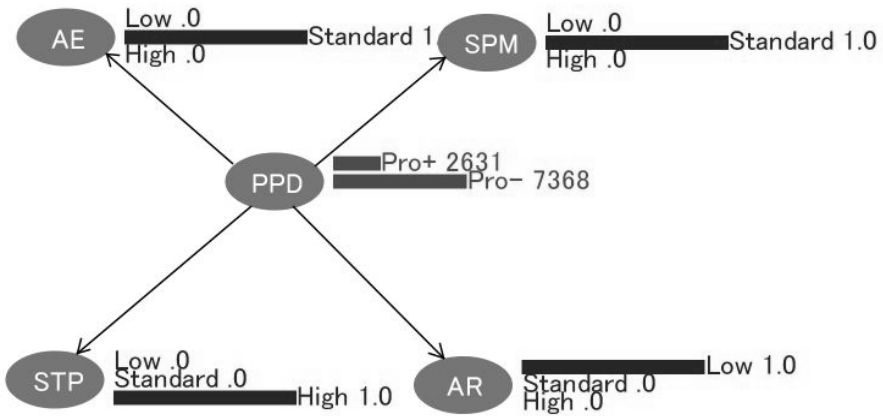 AE
Low .0
Standard 1
High .0
SPM
Low .0
Standard 1.0
High .0
PPD
Pro+ 2631
Pro- 7368
STP
Low .0
Standard .0
High 1.0
AR
Low 1.0
Standard .0
High .0